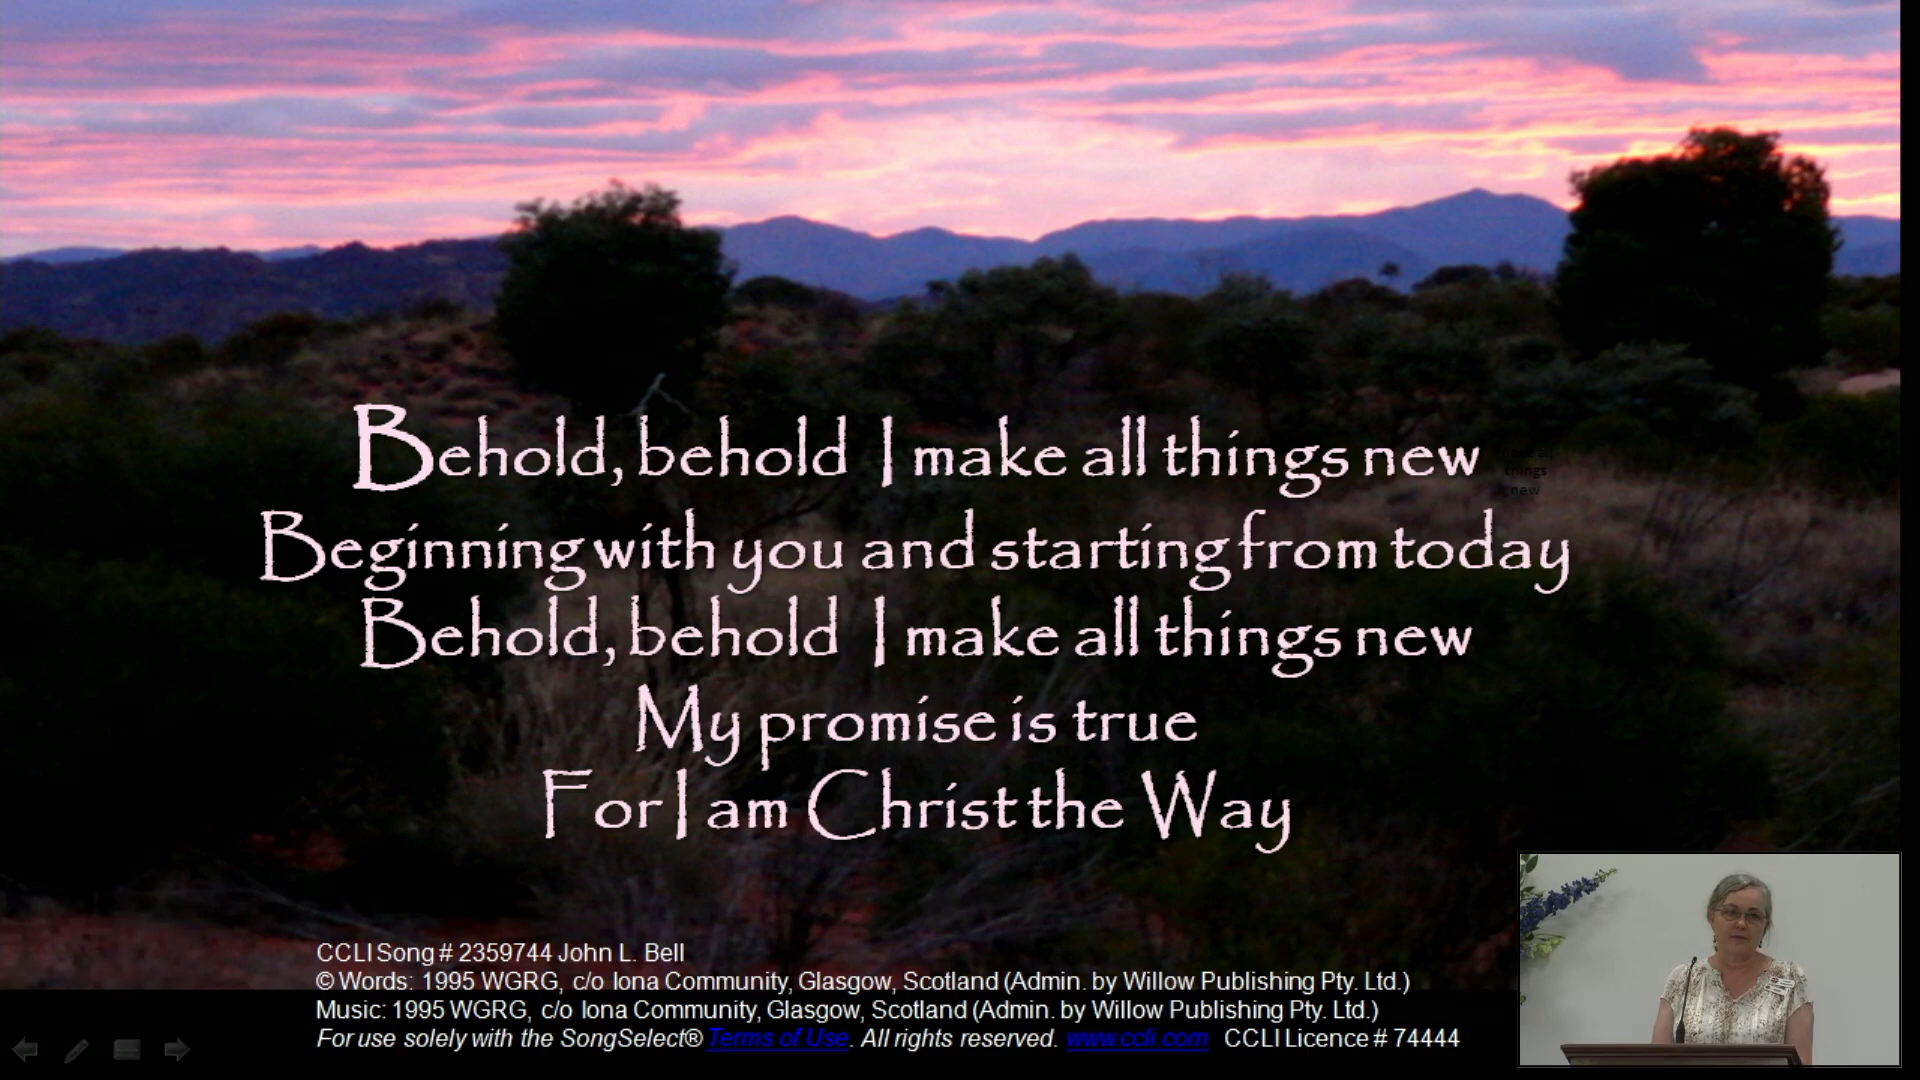 Behold, behold I make all things new
Beginning with you and starting from today
Behold, behold I make all things new
My promise is true
For I am Christ the Way
things
new
CCLI Song # 2359744 John L. Bell
© Words: 1995 WGRG, c/o Iona Community, Glasgow, Scotland (Admin. by Willow Publishing Pty. Ltd.)
Music: 1995 WGRG, c/o Iona Community, Glasgow, Scotland (Admin. by Willow Publishing Pty. Ltd.)
For use solely with the SongSelect® Terms of Use. All rights reserved. www.ccli.com CCLI Licence # 74444